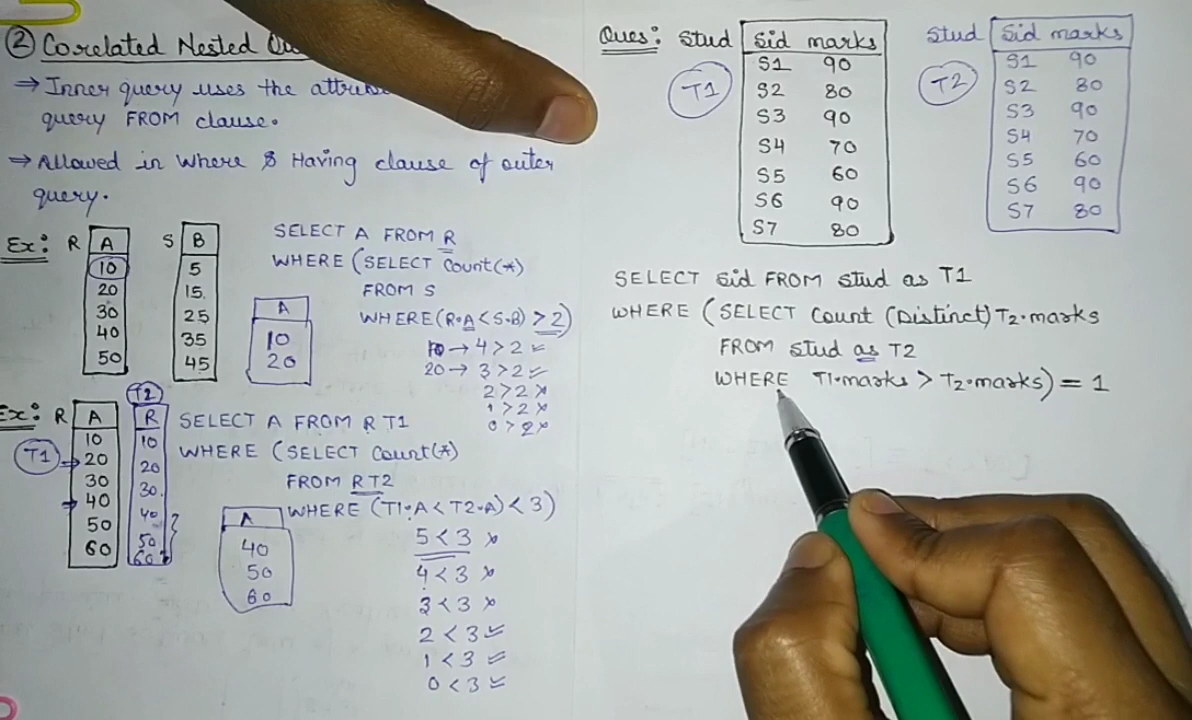 ② Corelated Nested
⇒ Inner query uses the
query FROM clause.
⇒ Allowed in Where & Having clause of outer
query.
Ex: R A S B
10 5
20 15
30 25
40 35
50 45
SELECT A FROM R
WHERE (SELECT Count(*)
FROM S
WHERE (R.A < S.B) > 2)
A
10
20
10 → 4 > 2 ✓
20 → 3 > 2 ✓
2 > 2 ×
1 > 2 ×
0 > 2 ×
Ex: R A R T2
T1
10 10
20 20
30 30
40 40
50 50
60 60
SELECT A FROM R T1
WHERE (SELECT Count(*)
FROM R T2
WHERE (T1.A < T2.A) < 3)
A
40
50
60
5 < 3 ×
4 < 3 ×
3 < 3 ×
2 < 3 ✓
1 < 3 ✓
0 < 3 ✓
Ques: Stud Sid marks
T1
S1 90
S2 80
S3 90
S4 70
S5 60
S6 90
S7 80
Stud Sid marks
T2
S1 90
S2 80
S3 90
S4 70
S5 60
S6 90
S7 80
SELECT Sid FROM Stud as T1
WHERE (SELECT Count (Distinct) T2.marks
FROM Stud as T2
WHERE T1.marks > T2.marks) = 1